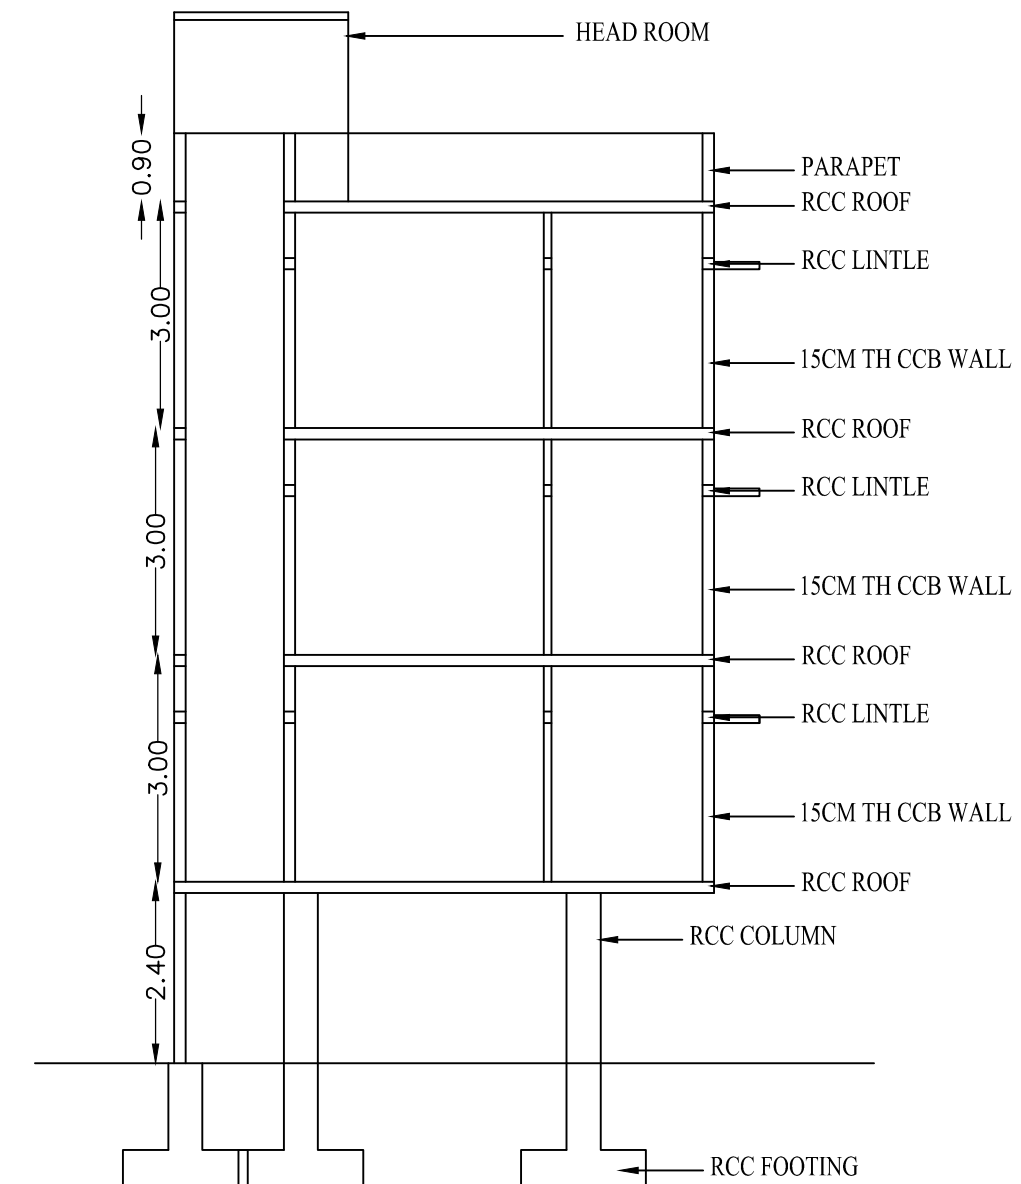 HEAD ROOM
0.90
PARAPET
RCC ROOF
RCC LINTLE
3.00
15CM TH CCB WALL
RCC ROOF
RCC LINTLE
3.00
15CM TH CCB WALL
RCC ROOF
RCC LINTLE
3.00
15CM TH CCB WALL
RCC ROOF
RCC COLUMN
2.40
RCC FOOTING